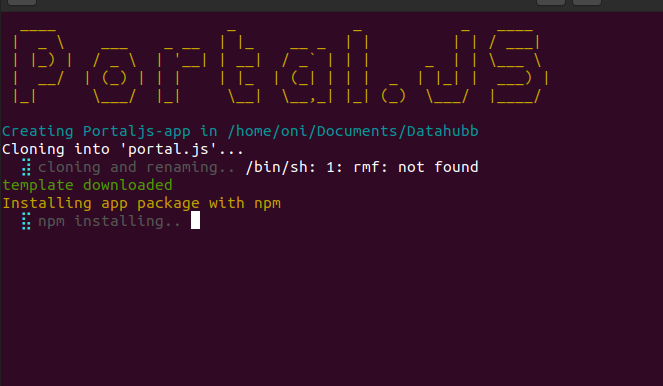 Portal.JS
Creating Portaljs-app in /home/oni/Documents/Datahubb
Cloning into 'portal.js'...
⣽ cloning and renaming.. /bin/sh: 1: rmf: not found
template downloaded
Installing app package with npm
⣯ npm installing..